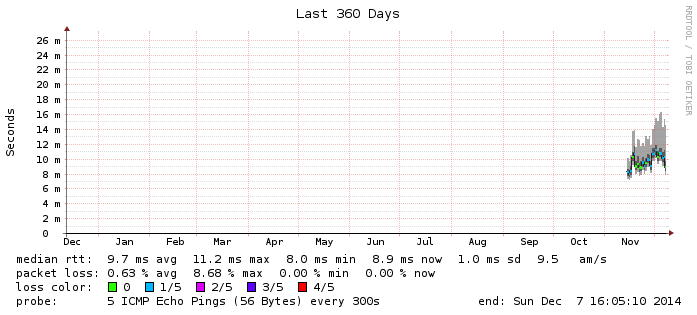 Last 360 Days
RRDTOOL / TOBI OETIKER
Seconds
26 m
24 m
22 m
20 m
18 m
16 m
14 m
12 m
10 m
8 m
6 m
4 m
2 m
0
Dec Jan Feb Mar Apr May Jun Jul Aug Sep Oct Nov
median rtt: 9.7 ms avg 11.2 ms max 8.0 ms min 8.9 ms now 1.0 ms sd 9.5 am/s
packet loss: 0.63 % avg 8.68 % max 0.00 % min 0.00 % now
loss color: 0 1/5 2/5 3/5 4/5
probe: 5 ICMP Echo Pings (56 Bytes) every 300s end: Sun Dec 7 16:05:10 2014